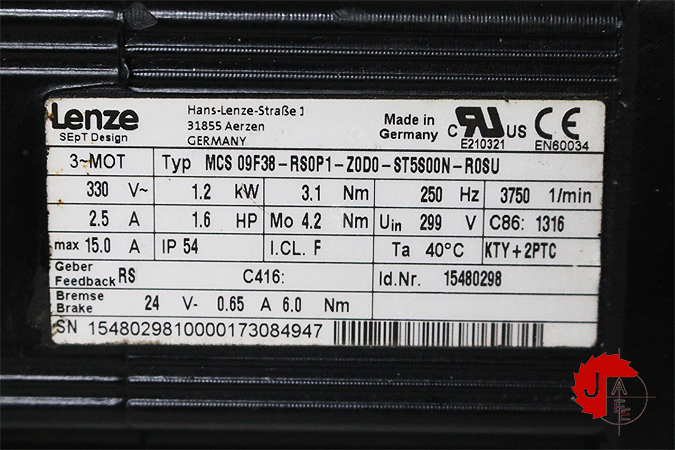 Lenze
SEpT Design
Hans-Lenze-Straße 1
31855 Aerzen
GERMANY
Made in
Germany
C RU US CE
E210321 EN60034
3~MOT Typ MCS 09F38-RS0P1-Z0D0-ST5S00N-R0SU
330 V~ 1.2 kW 3.1 Nm 250 Hz 3750 1/min
2.5 A 1.6 HP Mo 4.2 Nm Uin 299 V C86: 1316
max 15.0 A IP 54 I.CL. F Ta 40°C KTY+2PTC
Geber
Feedback RS C416: Id.Nr. 15480298
Bremse
Brake 24 V- 0.65 A 6.0 Nm
SN 1548029810000173084947
JAEE